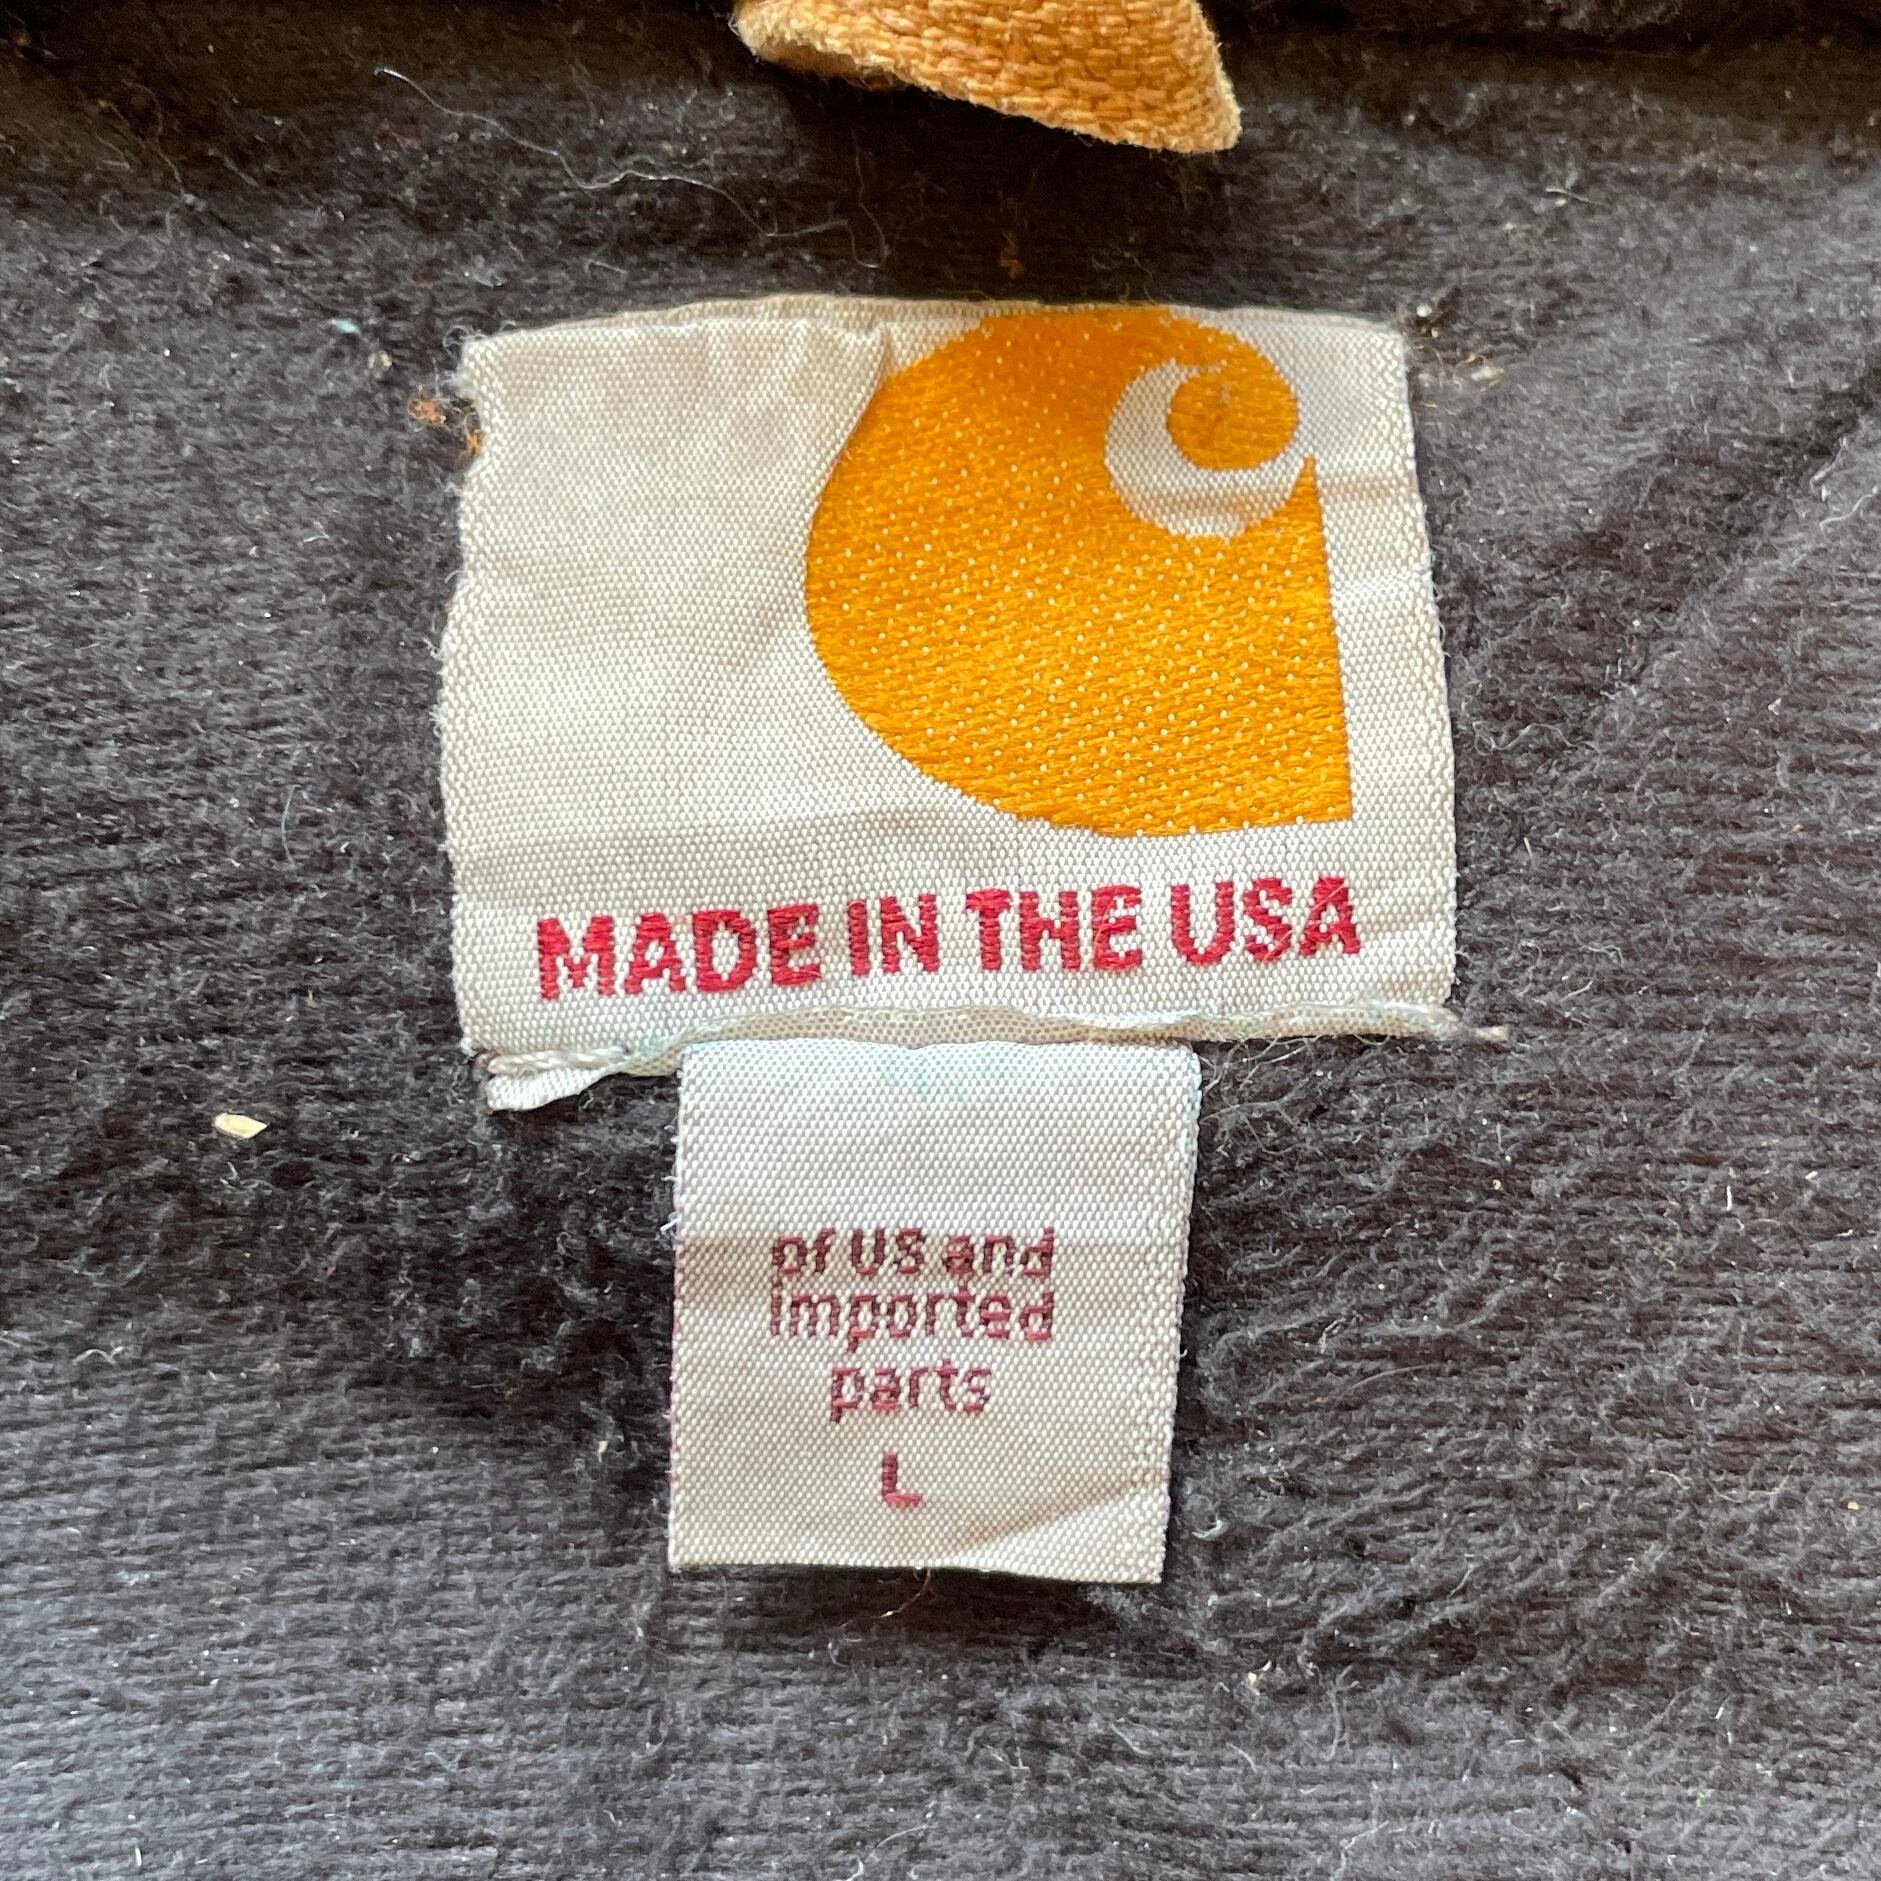 MADE IN THE USA
of US and
imported
parts
L